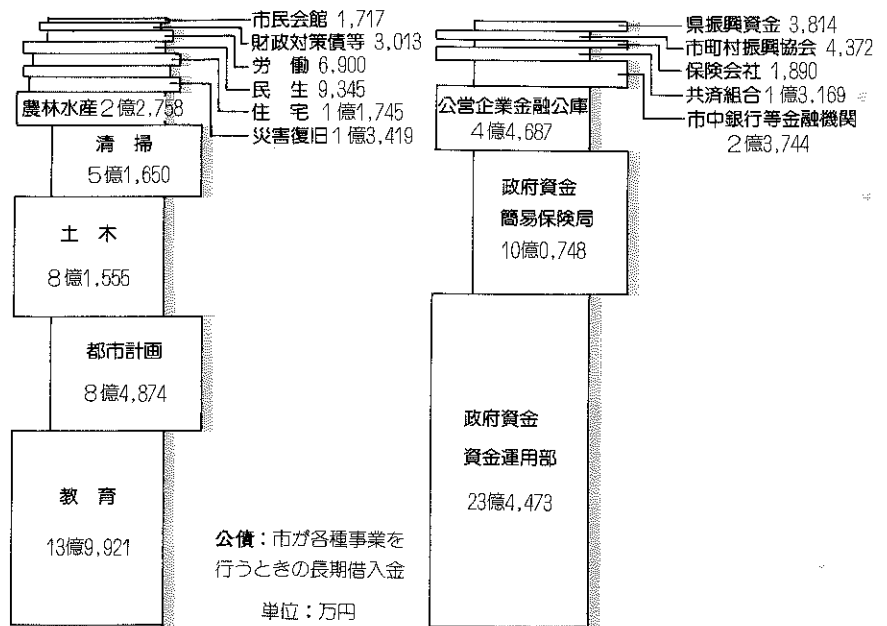 市民会館 1,717
財政対策債等 3,013
労働 6,900
民生 9,345
住宅 1億1,745
災害復旧1億3,419
農林水産2億2,758
清掃
5億1,650
土木
8億1,555
都市計画
8億4,874
教育
13億9,921
公債：市が各種事業を
行うときの長期借入金
単位：万円
県振興資金 3,814
市町村振興協会 4,372
保険会社 1,890
共済組合1億3,169
市中銀行等金融機関
2億3,744
公営企業金融公庫
4億4,687
政府資金
簡易保険局
10億0,748
政府資金
資金運用部
23億4,473